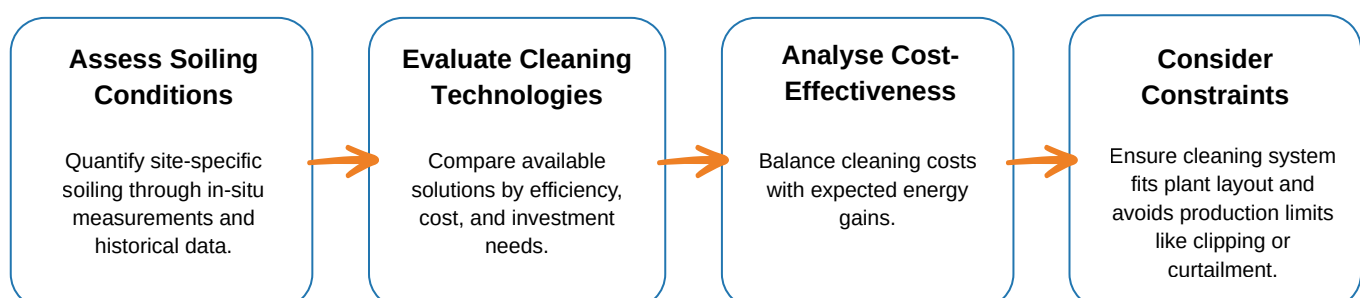 Assess Soiling
Conditions
Quantify site-specific
soiling through in-situ
measurements and
historical data.
Evaluate Cleaning
Technologies
Compare available
solutions by efficiency,
cost, and investment
needs.
Analyse Cost-
Effectiveness
Balance cleaning costs
with expected energy
gains.
Consider
Constraints
Ensure cleaning system
fits plant layout and
avoids production limits
like clipping or
curtailment.